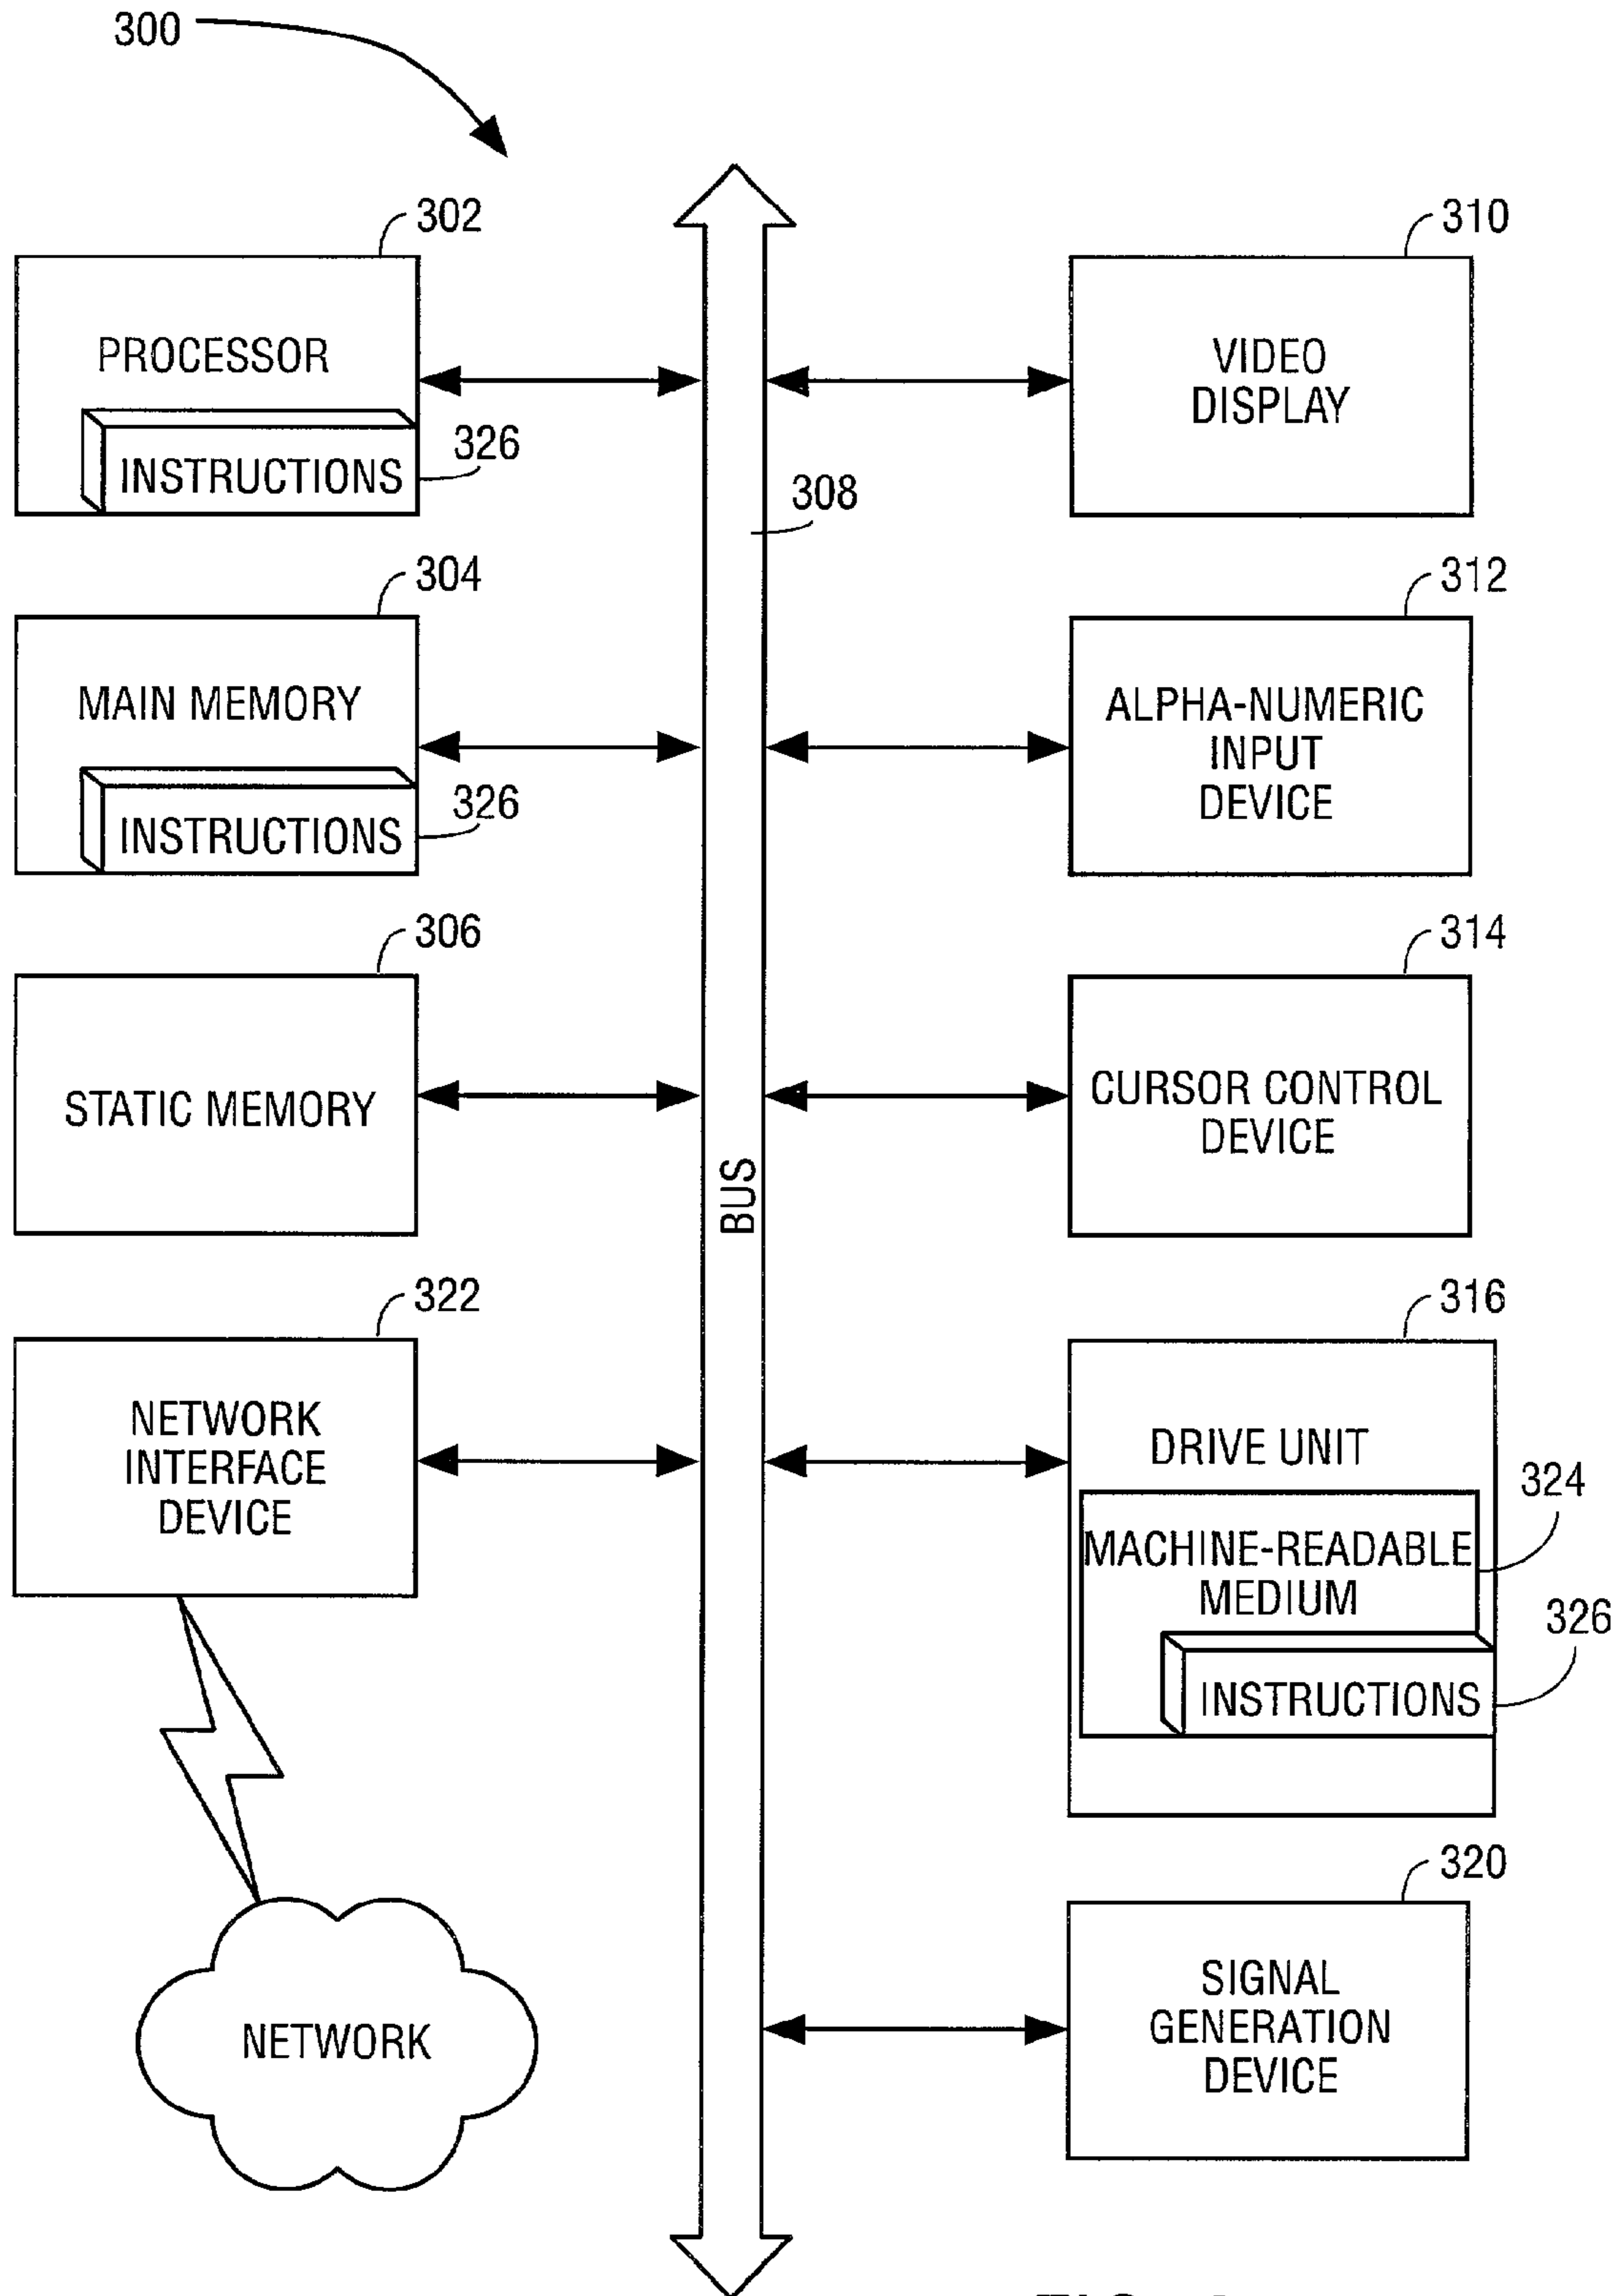 300
302
PROCESSOR
326
INSTRUCTIONS
304
MAIN MEMORY
326
INSTRUCTIONS
306
STATIC MEMORY
322
NETWORK
INTERFACE
DEVICE
NETWORK
308
BUS
310
VIDEO
DISPLAY
312
ALPHA-NUMERIC
INPUT
DEVICE
314
CURSOR CONTROL
DEVICE
316
DRIVE UNIT
324
MACHINE-READABLE
MEDIUM
326
INSTRUCTIONS
320
SIGNAL
GENERATION
DEVICE